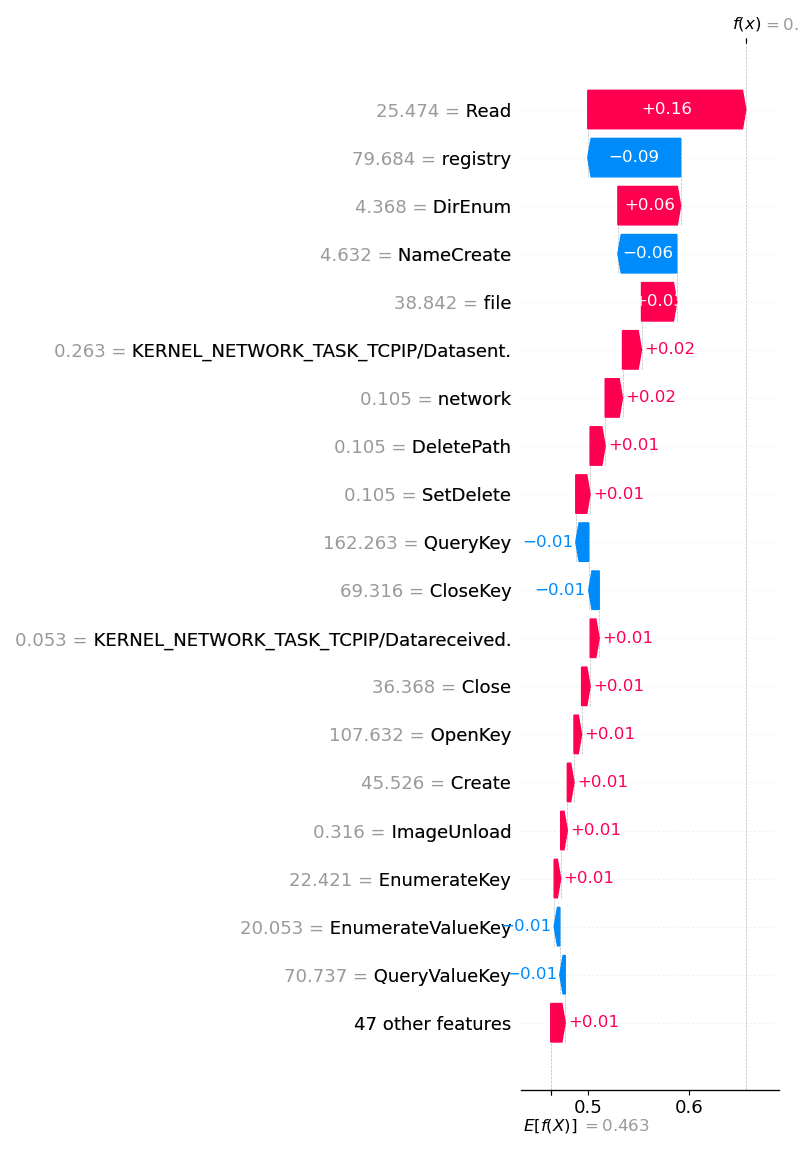 f(x) = 0.
25.474 = Read
+0.16
79.684 = registry
−0.09
4.368 = DirEnum
+0.06
4.632 = NameCreate
−0.06
38.842 = file
0.263 = KERNEL_NETWORK_TASK_TCPIP/Datasent.
+0.02
0.105 = network
+0.02
0.105 = DeletePath
+0.01
0.105 = SetDelete
+0.01
162.263 = QueryKey
−0.01
69.316 = CloseKey
−0.01
0.053 = KERNEL_NETWORK_TASK_TCPIP/Datareceived.
+0.01
36.368 = Close
+0.01
107.632 = OpenKey
+0.01
45.526 = Create
+0.01
0.316 = ImageUnload
+0.01
22.421 = EnumerateKey
+0.01
20.053 = EnumerateValueKey
−0.01
70.737 = QueryValueKey
−0.01
47 other features
+0.01
0.5
0.6
E[f(X)] = 0.463